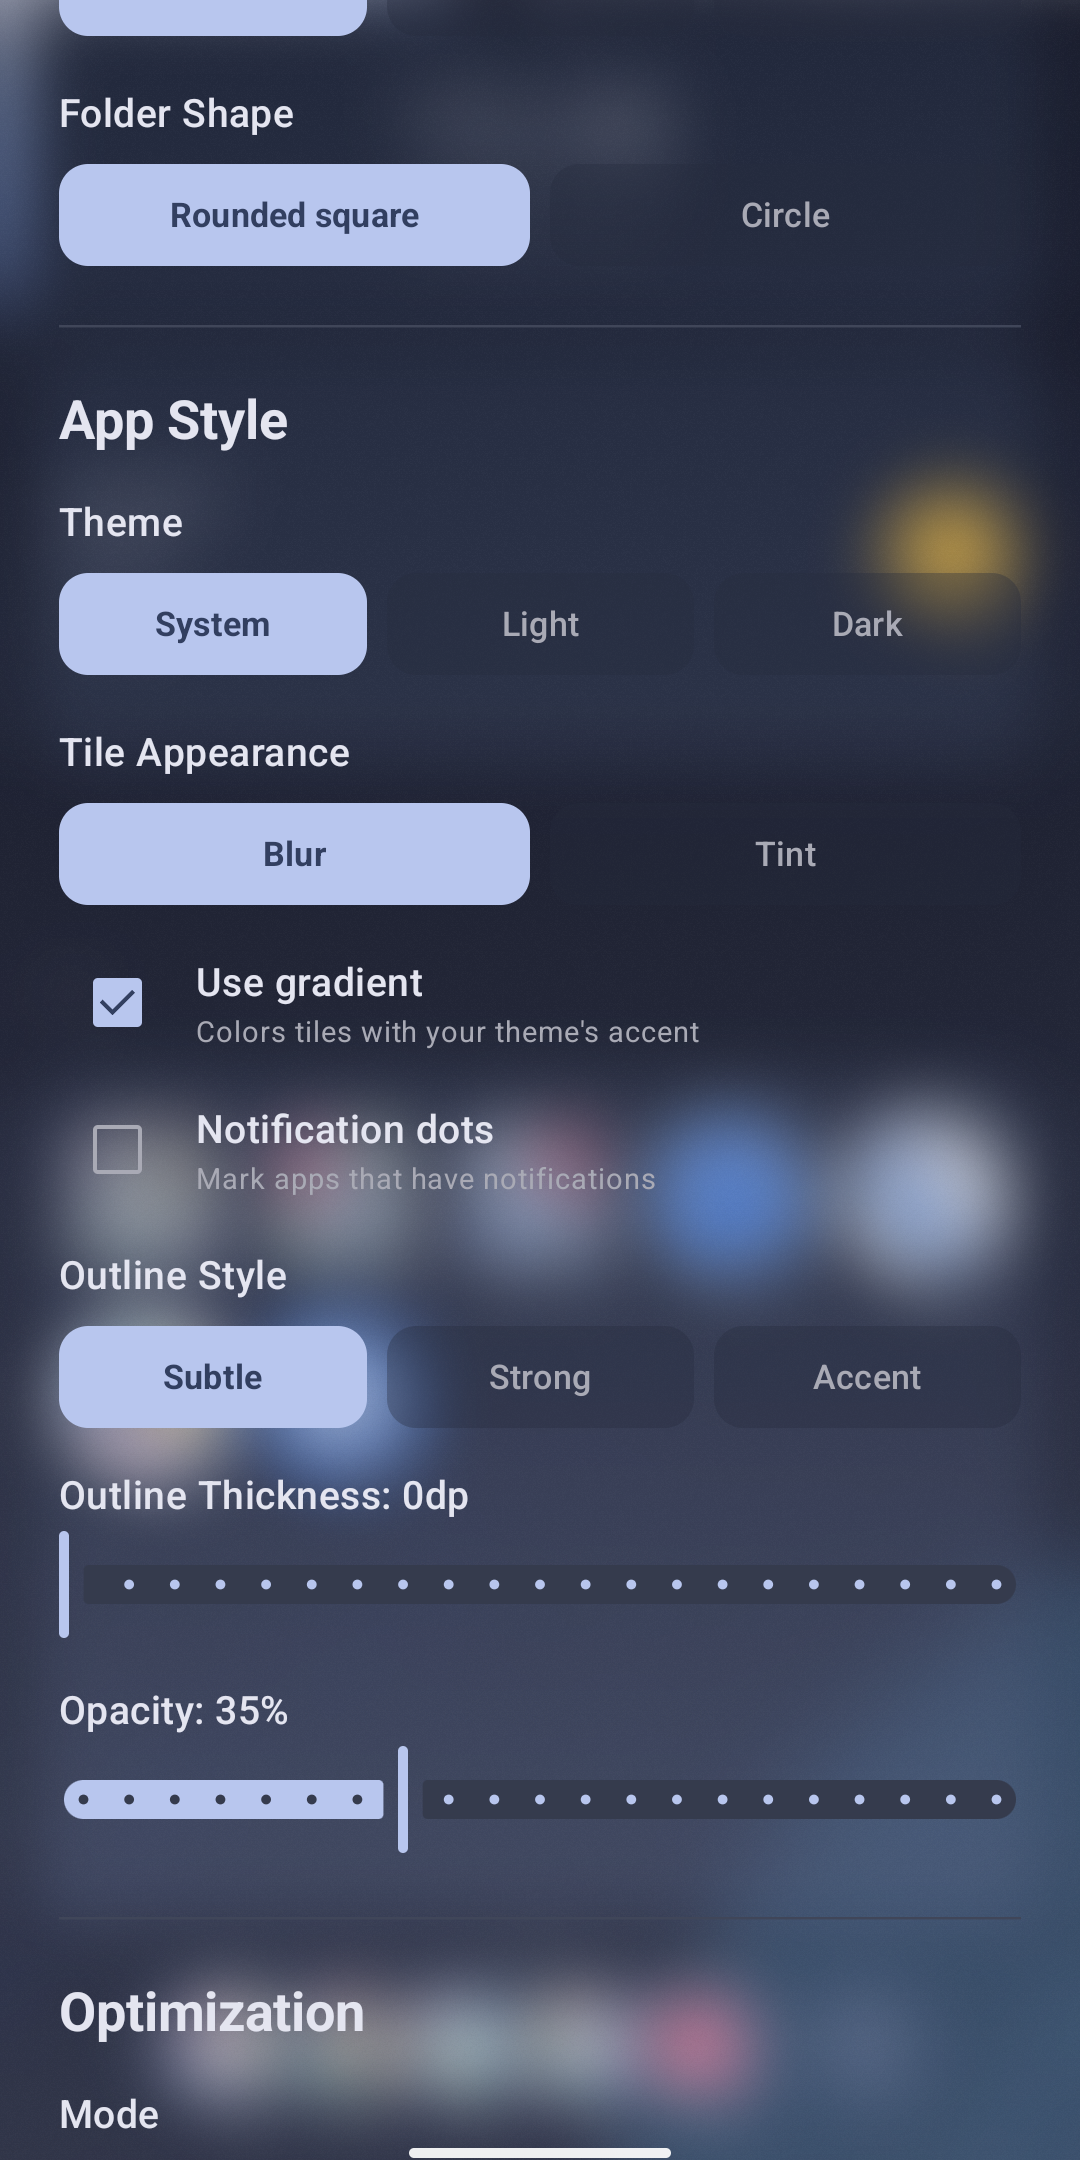 Folder Shape
Rounded square
Circle
App Style
Theme
System
Light
Dark
Tile Appearance
Blur
Tint
Use gradient
Colors tiles with your theme's accent
Notification dots
Mark apps that have notifications
Outline Style
Subtle
Strong
Accent
Outline Thickness: 0dp
Opacity: 35%
Optimization
Mode